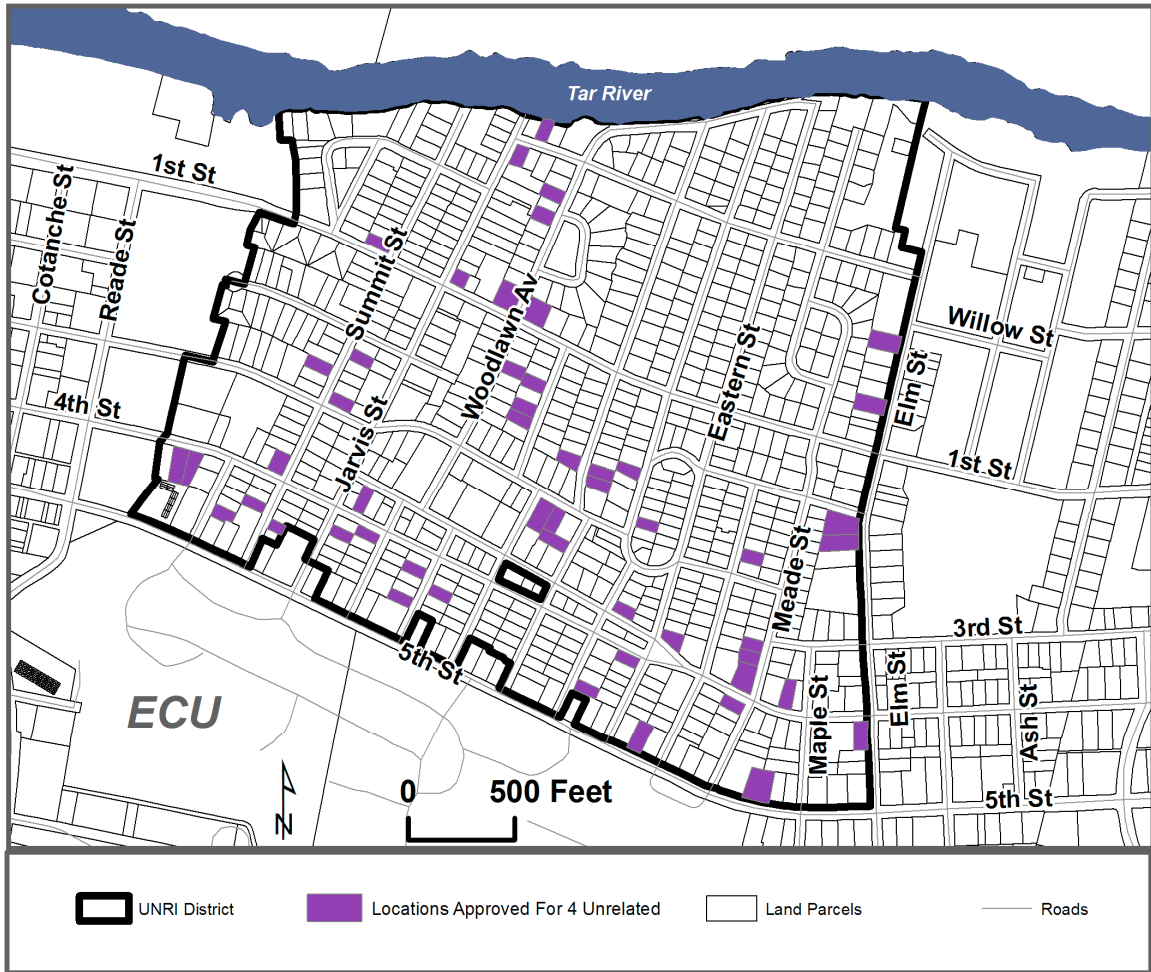 Tar River
1st St
Cotanche St
Reade St
Summit St
Woodlawn Av
Willow St
Eastern St
Elm St
4th St
Jarvis St
1st St
Meade St
3rd St
5th St
Elm St
Maple St
Ash St
ECU
0 500 Feet
5th St
N
UNRI District
Locations Approved For 4 Unrelated
Land Parcels
Roads